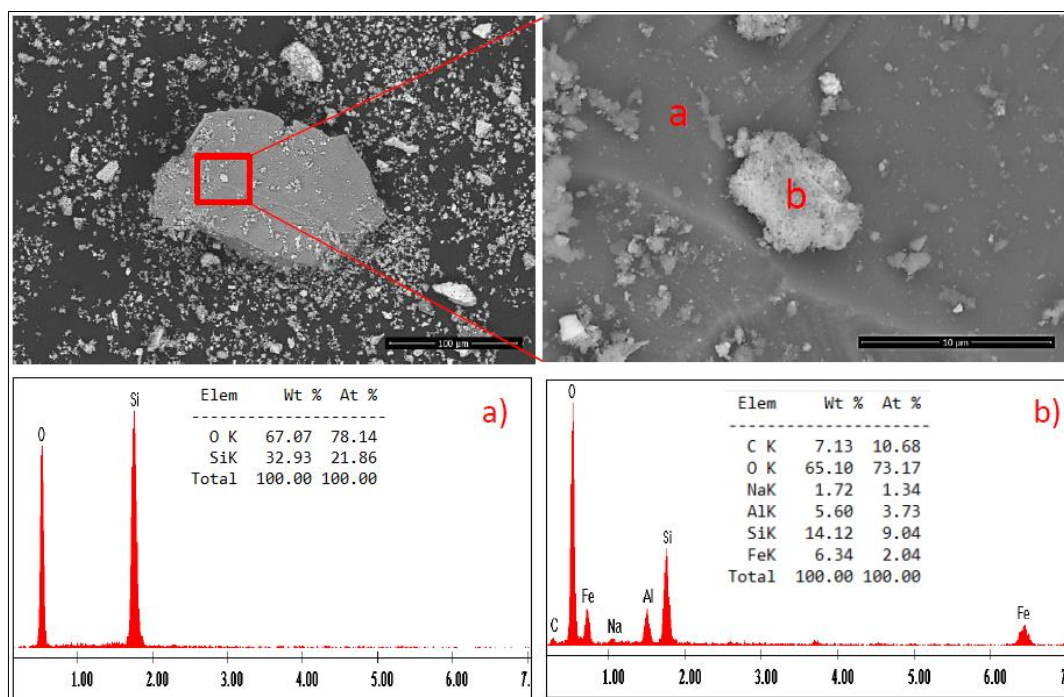 100 µm
a
b
10 µm
a)
Elem Wt % At %
---------------------
O K 67.07 78.14
SiK 32.93 21.86
Total 100.00 100.00
O
Si
1.00 2.00 3.00 4.00 5.00 6.00 7.
b)
Elem Wt % At %
---------------------
C K 7.13 10.68
O K 65.10 73.17
NaK 1.72 1.34
AlK 5.60 3.73
SiK 14.12 9.04
FeK 6.34 2.04
Total 100.00 100.00
C
O
Fe
Na
Al
Si
Fe
1.00 2.00 3.00 4.00 5.00 6.00 7.